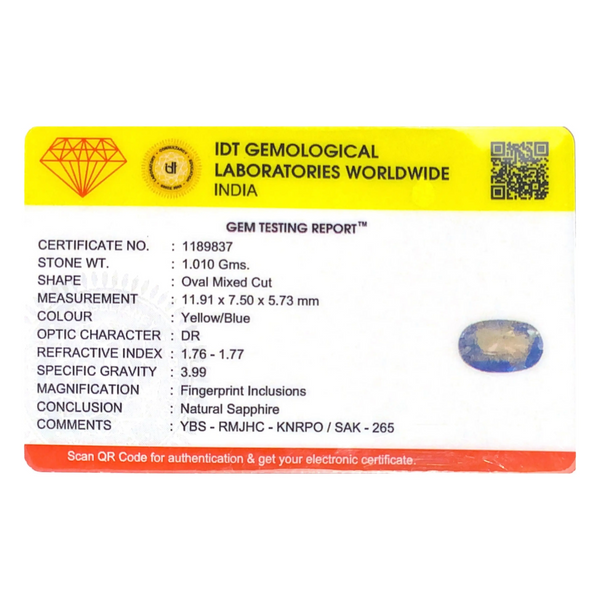 IDT GEMOLOGICAL
LABORATORIES WORLDWIDE
INDIA
GEM TESTING REPORT™
CERTIFICATE NO. : 1189837
STONE WT. : 1.010 Gms.
SHAPE : Oval Mixed Cut
MEASUREMENT : 11.91 x 7.50 x 5.73 mm
COLOUR : Yellow/Blue
OPTIC CHARACTER : DR
REFRACTIVE INDEX : 1.76 - 1.77
SPECIFIC GRAVITY : 3.99
MAGNIFICATION : Fingerprint Inclusions
CONCLUSION : Natural Sapphire
COMMENTS : YBS - RMJHC - KNRPO / SAK - 265
Scan QR Code for authentication & get your electronic certificate.